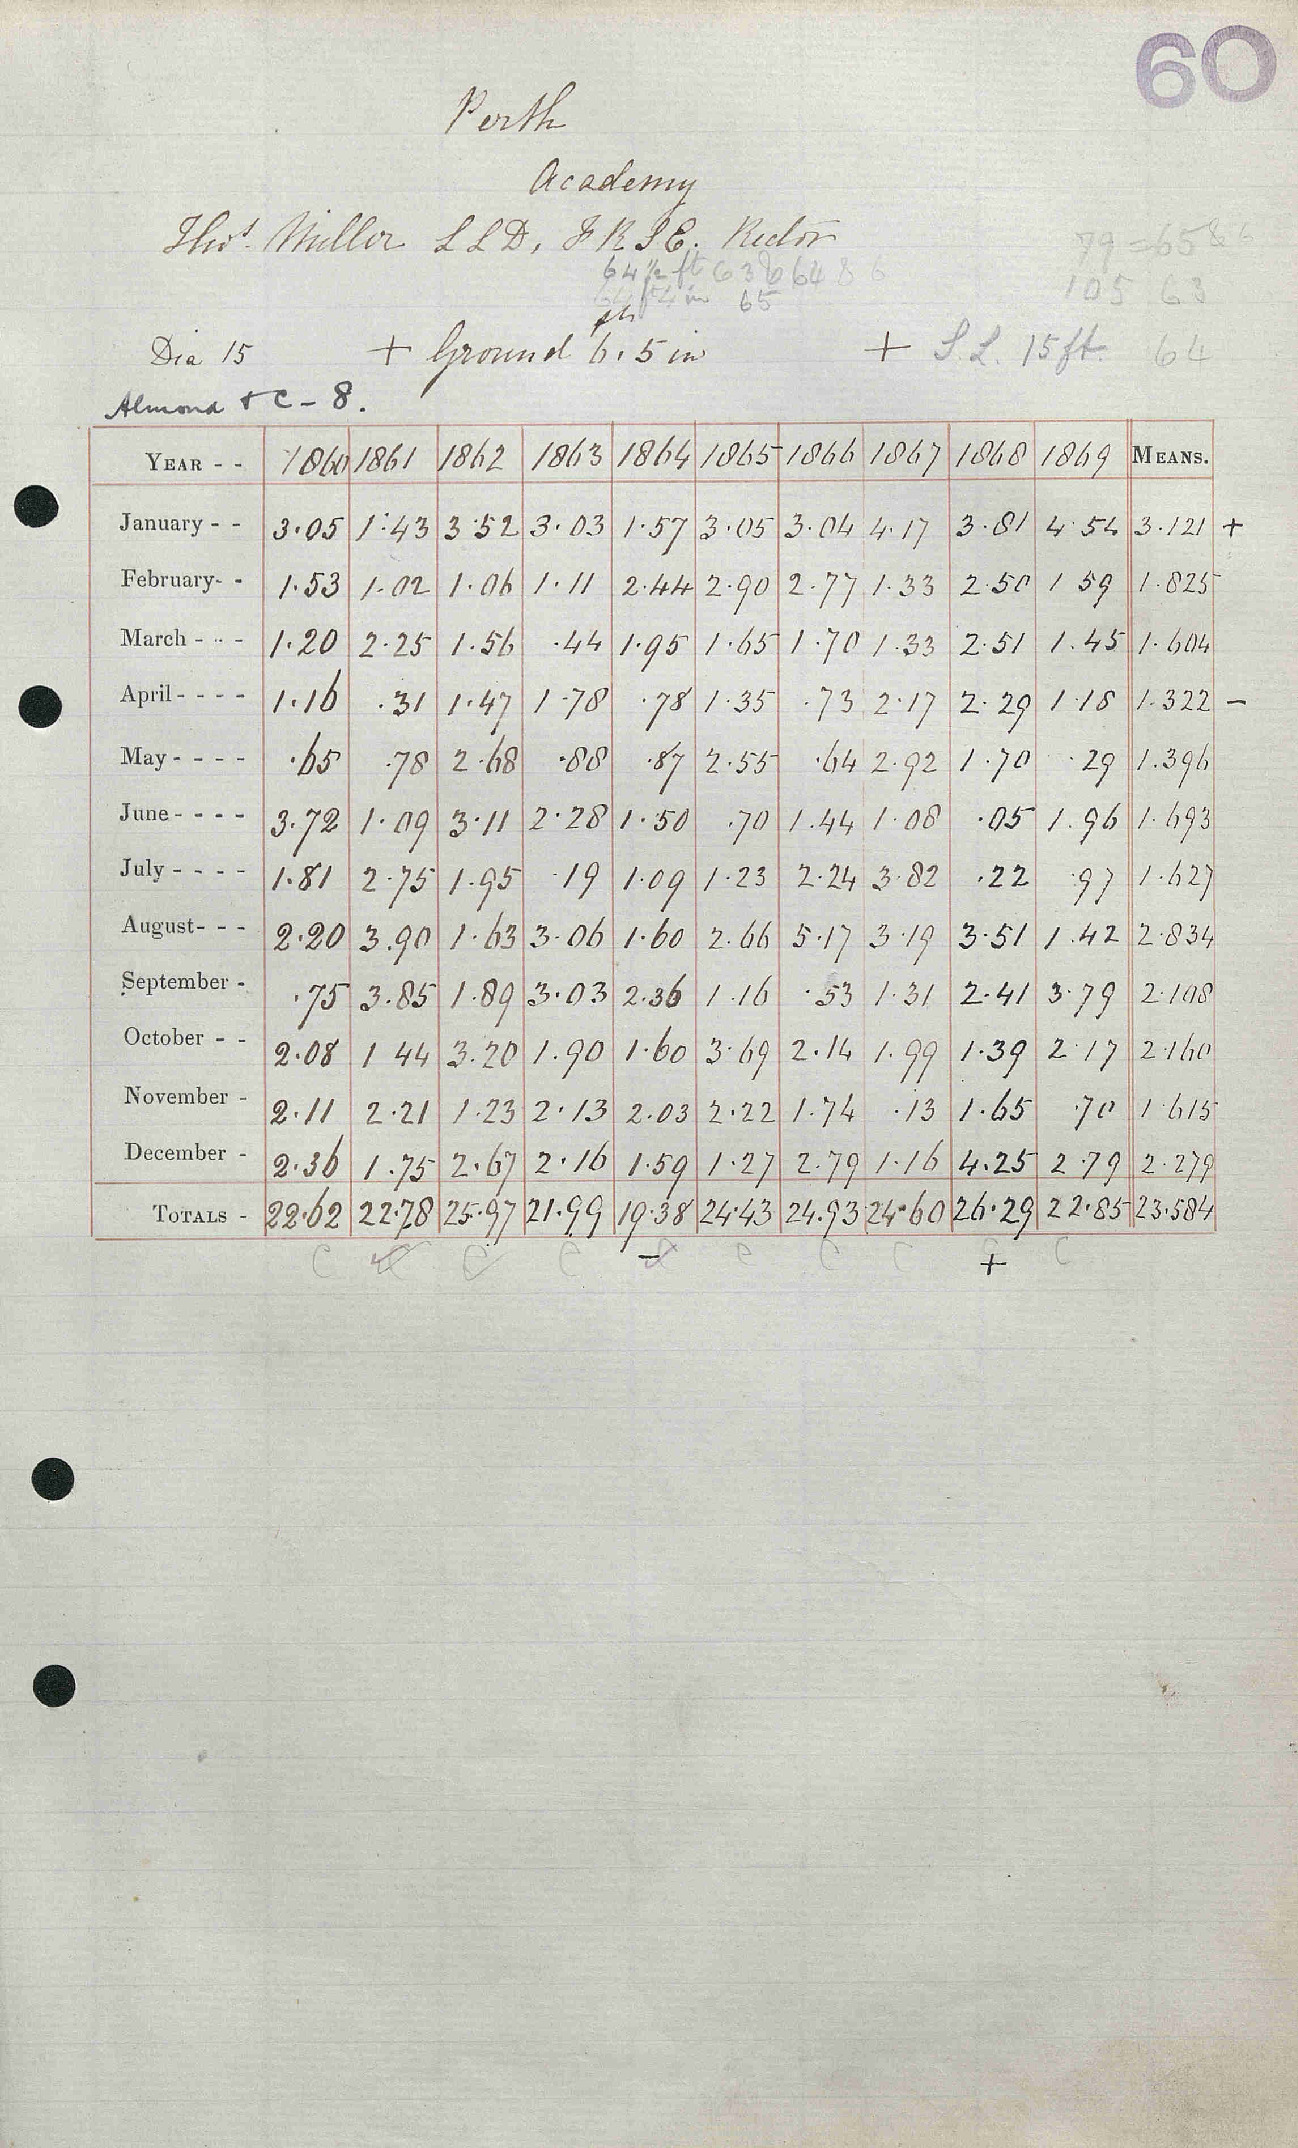 60
Perth
Academy
Thos. Miller L L D, F R S E. Rector
79 - 65 & 6
64 1/2 ft 63 & 64 8 6
105 63
65
Dia 15 + Ground 6. 5 in + S.L. 15 ft. 64
Almond & C - 8.
YEAR - - 1860 1861 1862 1863 1864 1865 1866 1867 1868 1869 MEANS.
January - - 3·05 1·43 3·52 3·03 1·57 3·05 3·04 4·17 3·81 4·54 3·121 +
February- - 1·53 1·02 1·06 1·11 2·44 2·90 2·77 1·33 2·50 1 59 1·825
March - - - 1·20 2·25 1·56 ·44 1·95 1·65 1·70 1·33 2·51 1·45 1·604
April - - - - 1·16 ·31 1·47 1·78 ·78 1·35 ·73 2·17 2·29 1·18 1·322 -
May - - - - ·65 ·78 2·68 ·88 ·87 2·55 ·64 2·92 1·70 ·29 1·396
June - - - - 3·72 1·09 3·11 2·28 1·50 ·70 1·44 1·08 ·05 1·96 1·693
July - - - - 1·81 2·75 1·95 ·19 1·09 1·23 2·24 3·82 ·22 ·97 1·627
August- - - 2·20 3·90 1·63 3·06 1·60 2·66 5·17 3·19 3·51 1·42 2·834
September - ·75 3·85 1·89 3·03 2·36 1·16 ·53 1·31 2·41 3·79 2·108
October - - 2·08 1 44 3·20 1·90 1·60 3·69 2·14 1·99 1·39 2·17 2·160
November - 2·11 2·21 1·23 2·13 2·03 2·22 1·74 ·13 1·65 ·70 1·615
December - 2·36 1·75 2·67 2·16 1·59 1·27 2·79 1·16 4·25 2·79 2·279
TOTALS - 22·62 22·78 25·97 21·99 19·38 24·43 24·93 24·60 26·29 22·85 23·584
C C C C - C C C + C